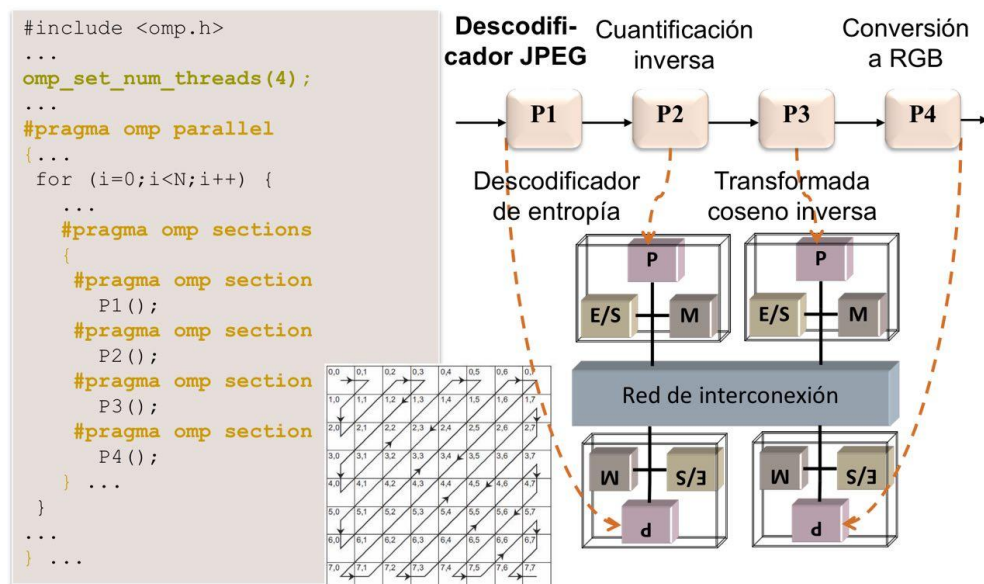 #include <omp.h>
...
omp_set_num_threads(4);
...
#pragma omp parallel
{...
for (i=0;i<N;i++) {
...
#pragma omp sections
{
#pragma omp section
P1();
#pragma omp section
P2();
#pragma omp section
P3();
#pragma omp section
P4();
} ...
}
...
} ...
Descodifi-
cador JPEG
Cuantificación
inversa
Conversión
a RGB
P1 P2 P3 P4
Descodificador
de entropía
Transformada
coseno inversa
P
E/S M
P
E/S M
Red de interconexión
M E/S
P
M E/S
P
0,0 0,1 0,2 0,3 0,4 0,5 0,6
1,0 1,1 1,2 1,3 1,4 1,5 1,6 1,7
2,0 2,1 2,2 2,3 2,4 2,5 2,6 2,7
3,0 3,1 3,2 3,3 3,4 3,5 3,6 3,7
4,0 4,1 4,2 4,3 4,4 4,5 4,6 4,7
5,0 5,1 5,2 5,3 5,4 5,5 5,6 5,7
6,0 6,1 6,2 6,3 6,4 6,5 6,6 6,7
7,0 7,1 7,2 7,3 7,4 7,5 7,6 7,7